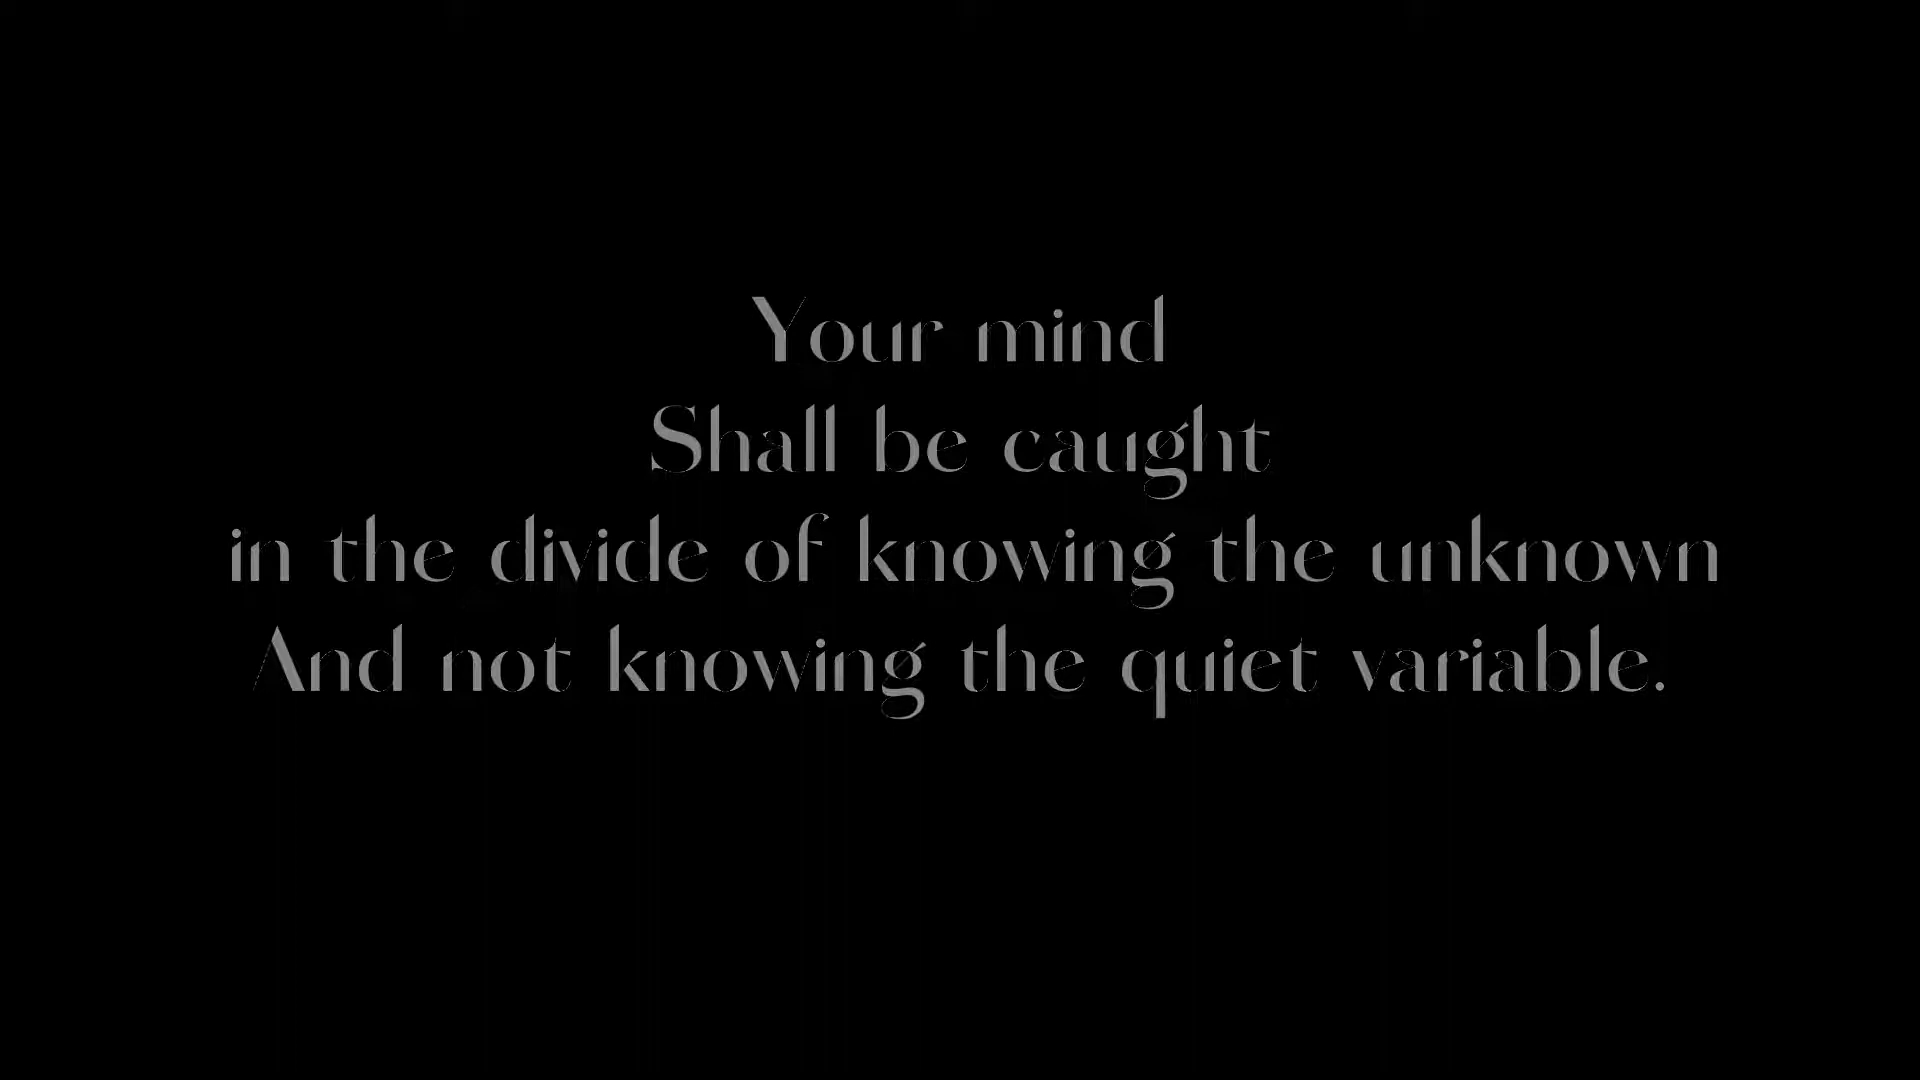 Your mind
Shall be caught
in the divide of knowing the unknown
And not knowing the quiet variable.